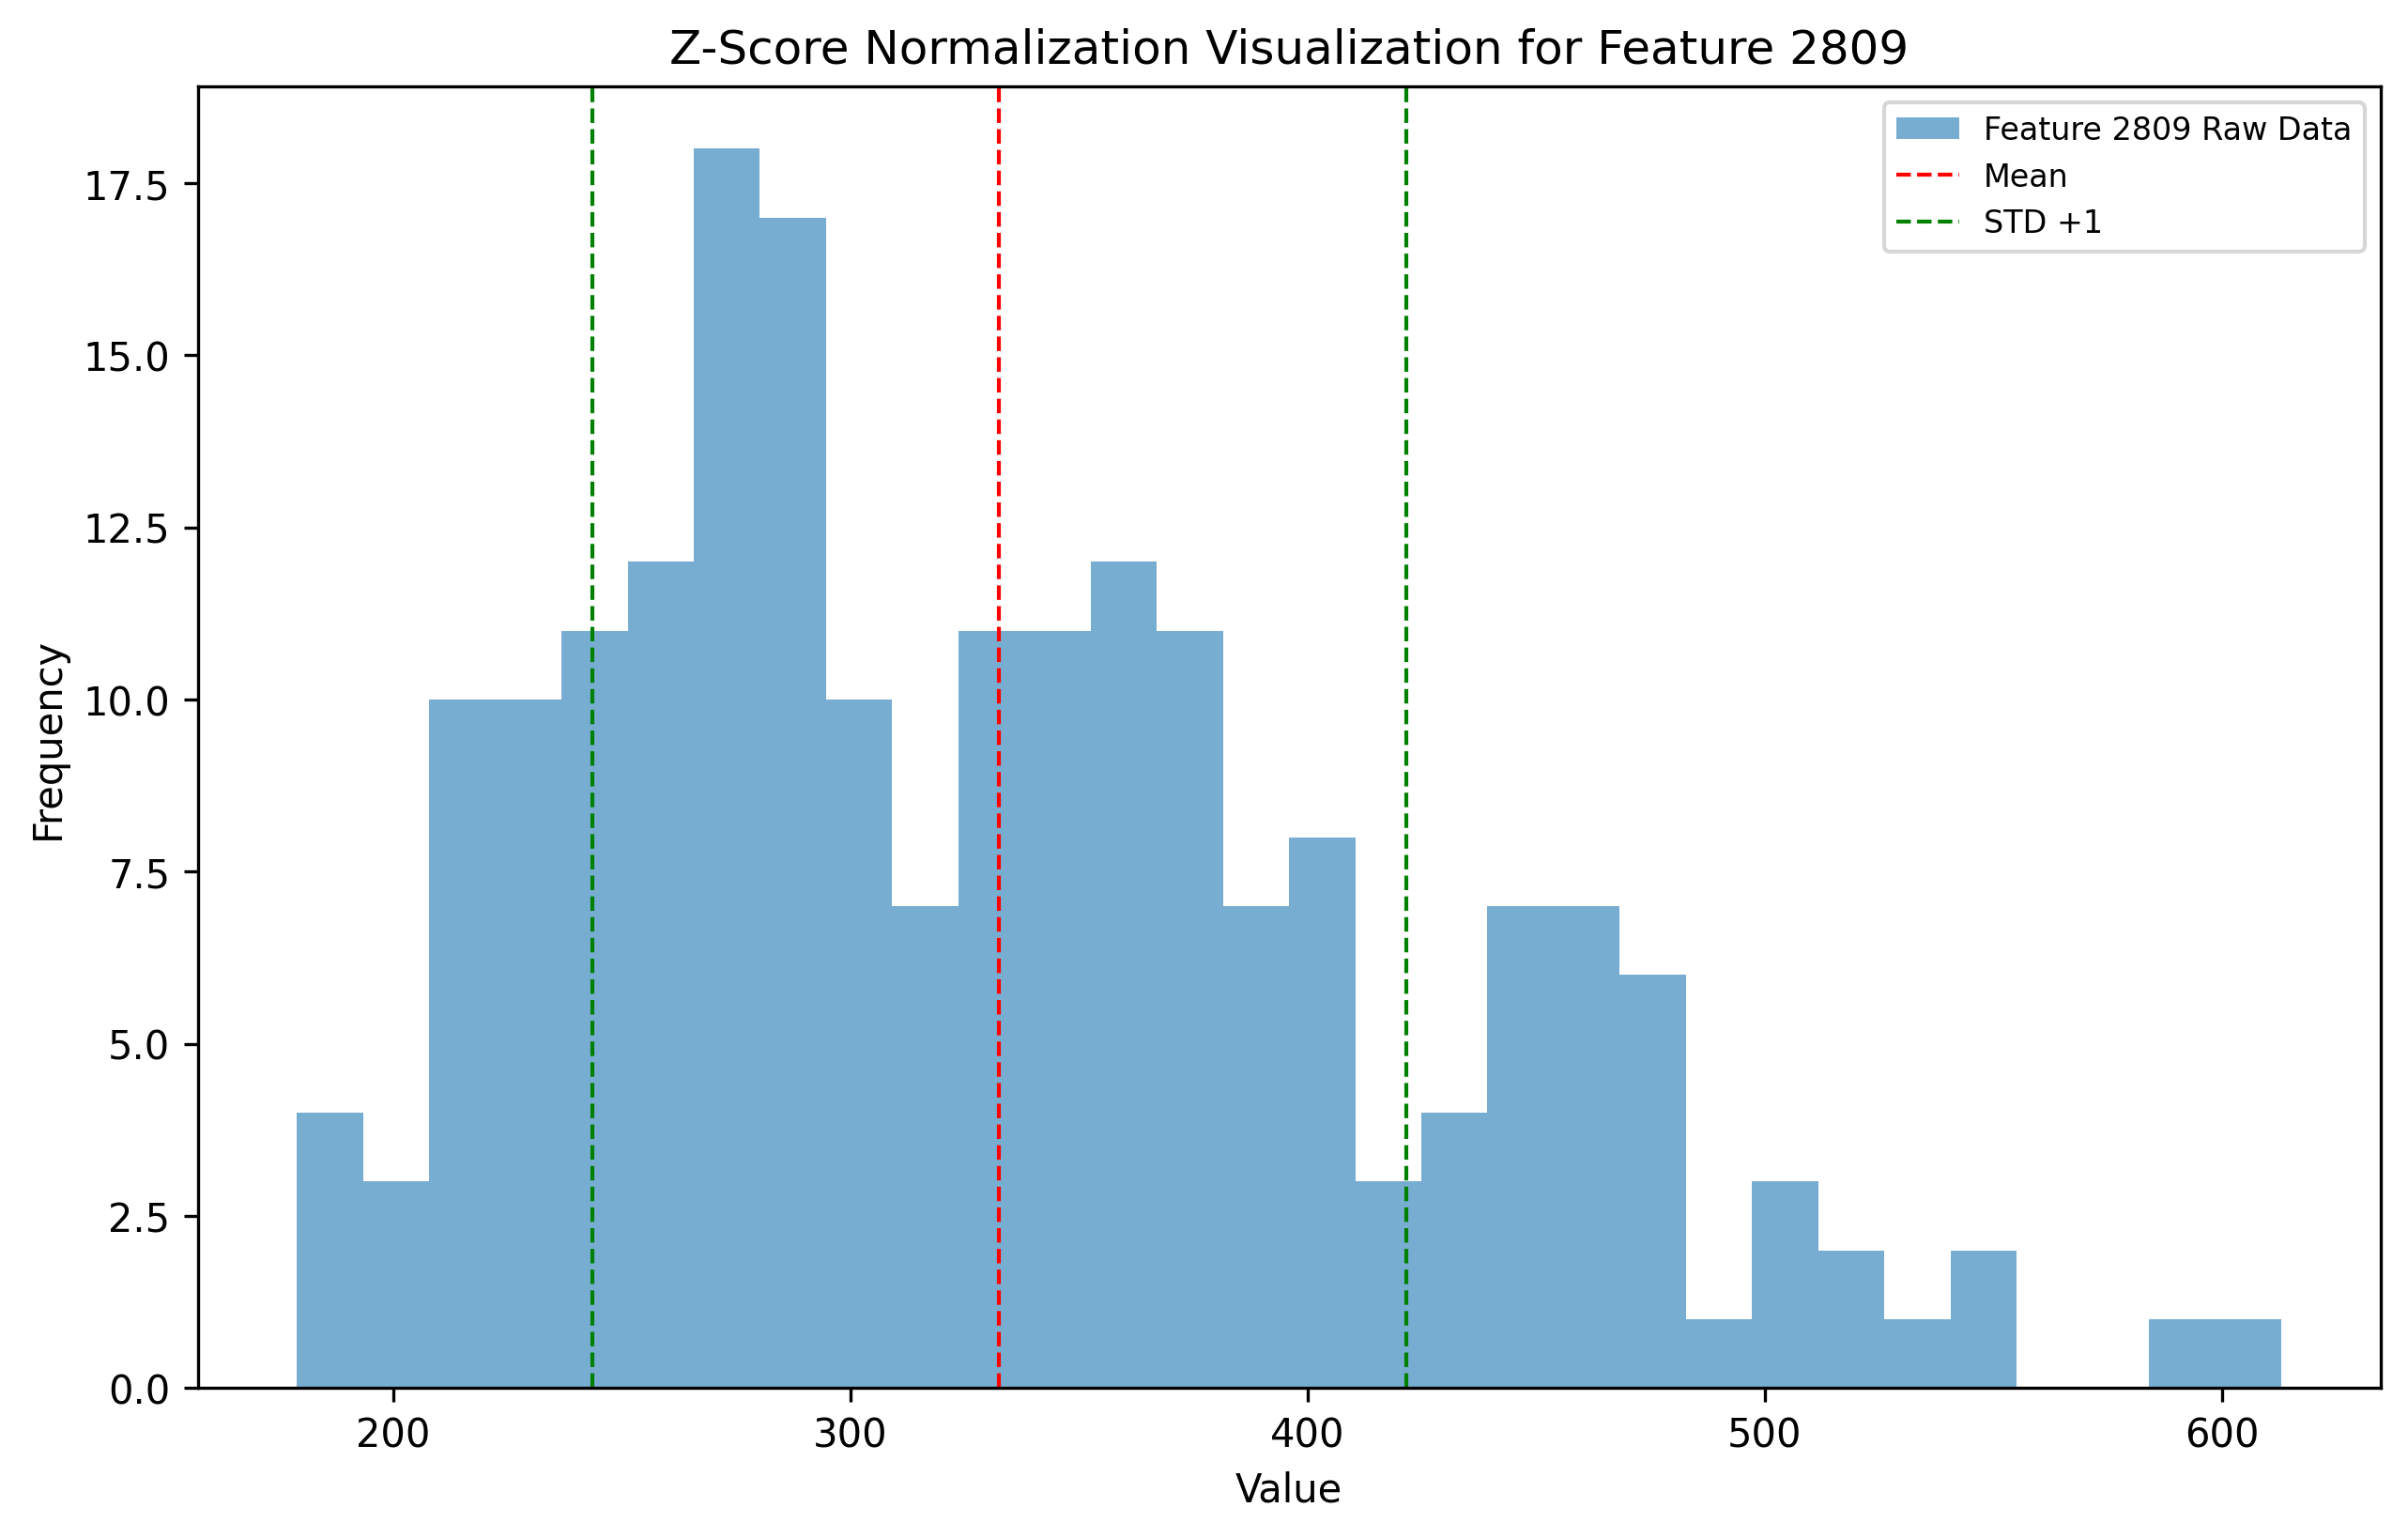 Z-Score Normalization Visualization for Feature 2809
Feature 2809 Raw Data
Mean
STD +1
17.5
15.0
12.5
10.0
7.5
5.0
2.5
0.0
Frequency
200 300 400 500 600
Value